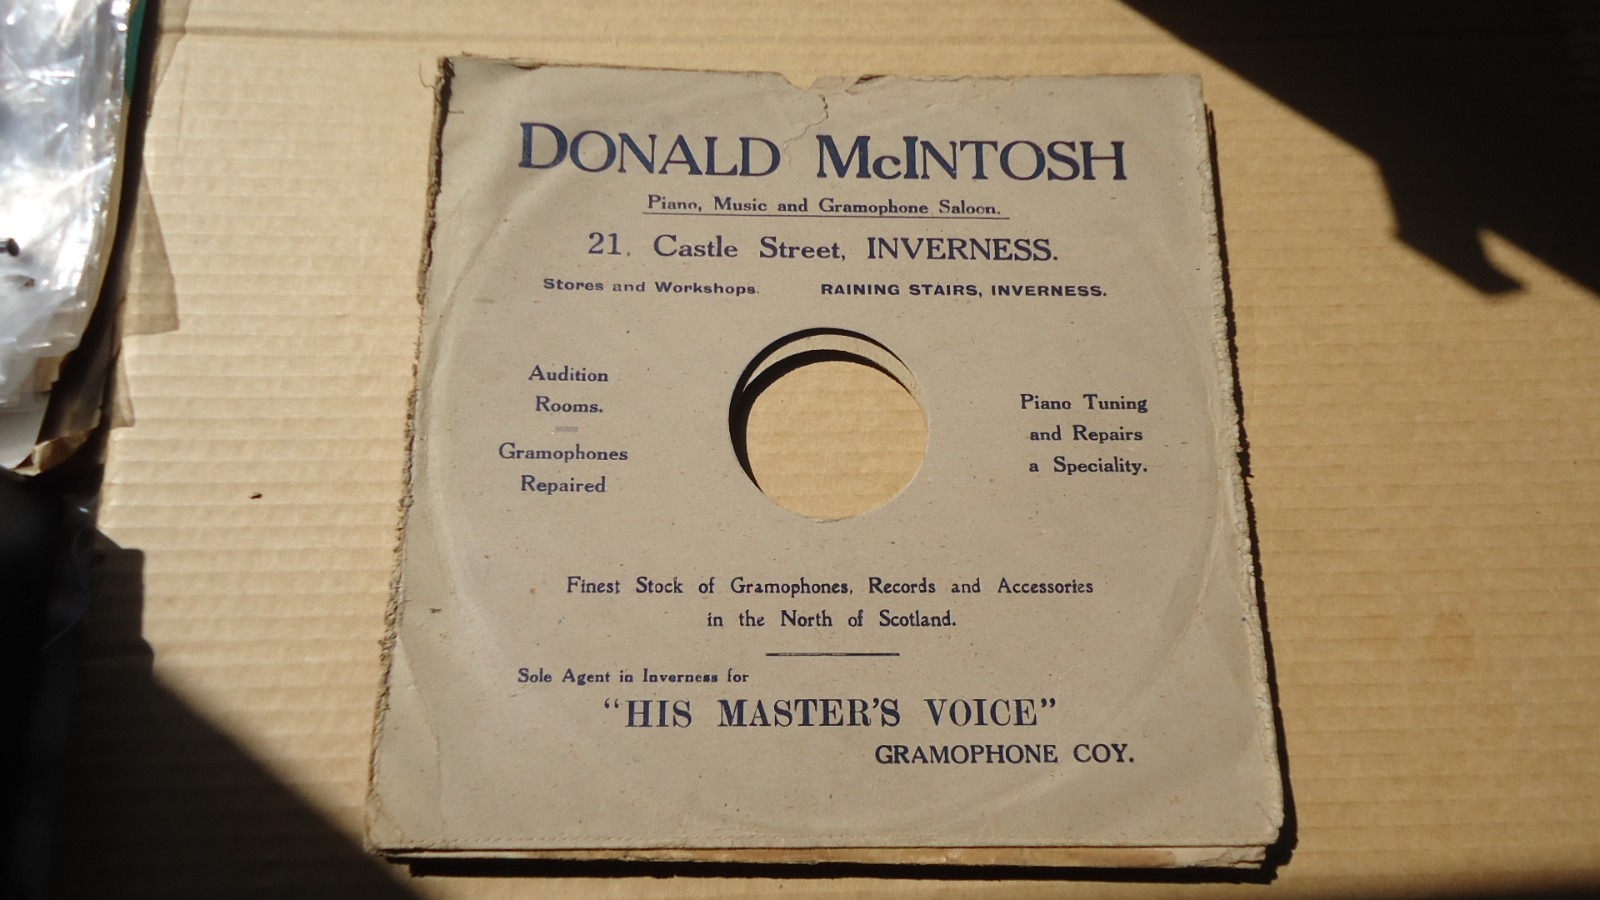 DONALD McINTOSH
Piano, Music and Gramophone Saloon.
21, Castle Street, INVERNESS.
Stores and Workshops. RAINING STAIRS, INVERNESS.
Audition
Rooms.
Gramophones
Repaired
Piano Tuning
and Repairs
a Speciality.
Finest Stock of Gramophones, Records and Accessories
in the North of Scotland.
Sole Agent in Inverness for
"HIS MASTER'S VOICE"
GRAMOPHONE COY.